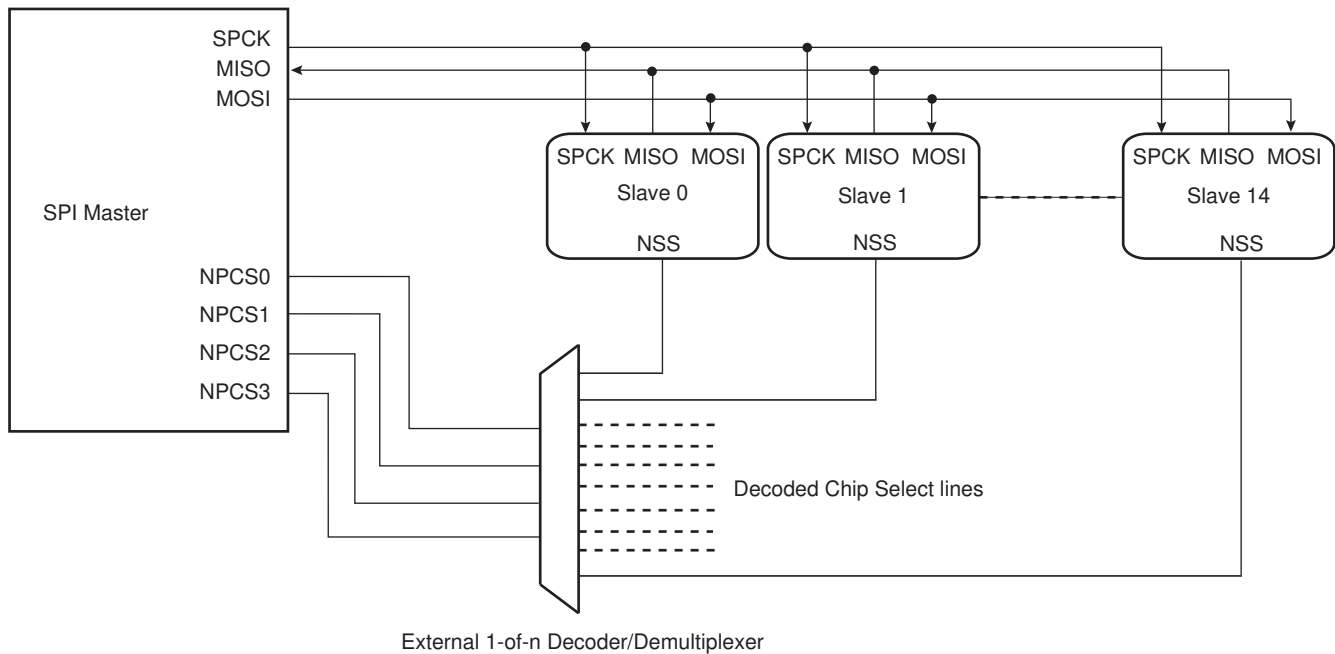 SPCK
MISO
MOSI
SPI Master
NPCS0
NPCS1
NPCS2
NPCS3
SPCK MISO MOSI
Slave 0
NSS
SPCK MISO MOSI
Slave 1
NSS
SPCK MISO MOSI
Slave 14
NSS
Decoded Chip Select lines
External 1-of-n Decoder/Demultiplexer